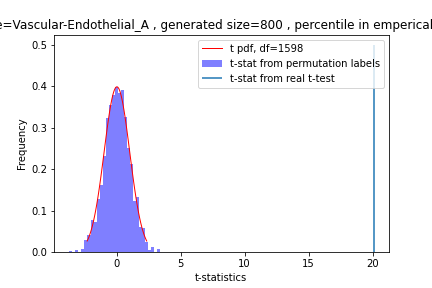 e=Vascular-Endothelial_A , generated size=800 , percentile in emperical
0.5
0.4
0.3
0.2
0.1
0.0
Frequency
t pdf, df=1598
t-stat from permutation labels
t-stat from real t-test
0 5 10 15 20
t-statistics